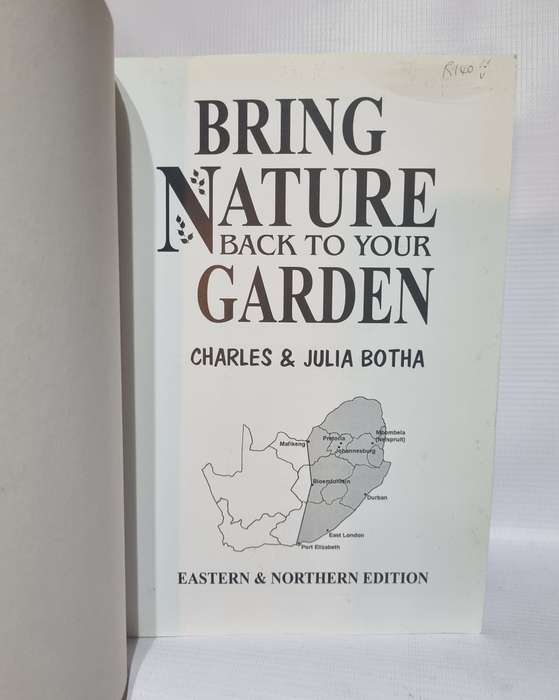 R140
BRING
NATURE
BACK TO YOUR
GARDEN
CHARLES & JULIA BOTHA
Mafikeng
Pretoria
Mbombela
(Nelspruit)
Johannesburg
Bloemfontein
Durban
East London
Port Elizabeth
EASTERN & NORTHERN EDITION